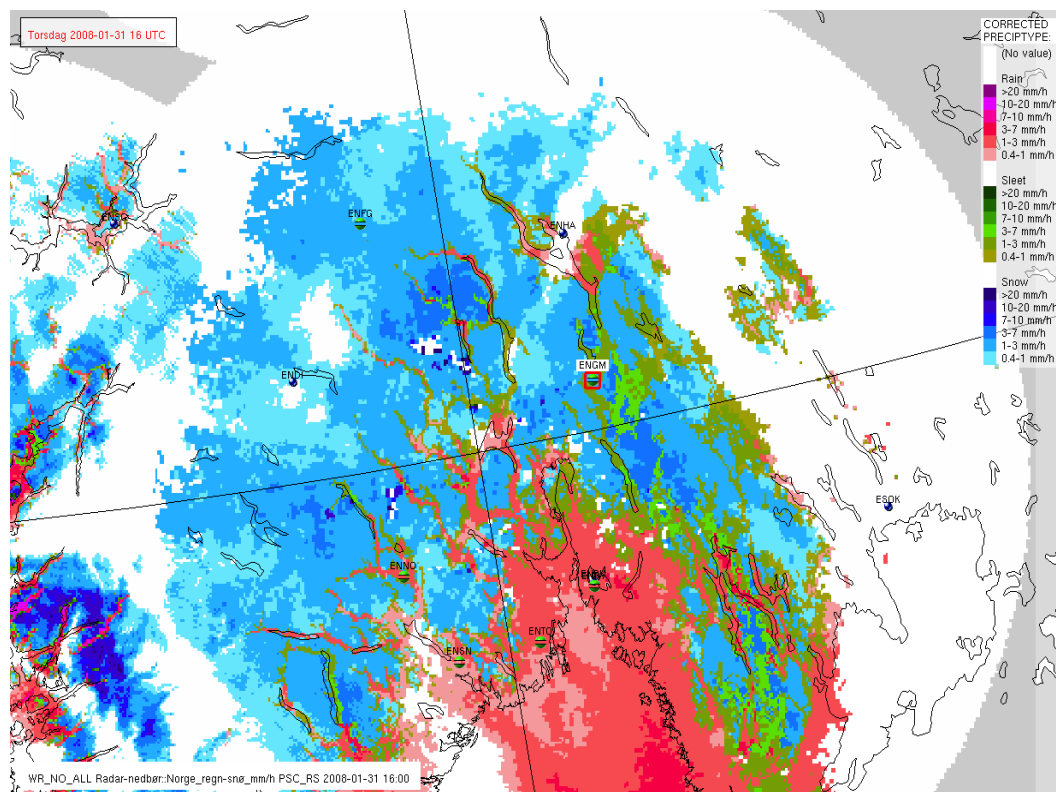 Torsdag 2008-01-31 16 UTC
CORRECTED
PRECIPTYPE:
(No value)
Rain
>20 mm/h
10-20 mm/h
7-10 mm/h
3-7 mm/h
1-3 mm/h
0.4-1 mm/h
Sleet
>20 mm/h
10-20 mm/h
7-10 mm/h
3-7 mm/h
1-3 mm/h
0.4-1 mm/h
Snow
>20 mm/h
10-20 mm/h
7-10 mm/h
3-7 mm/h
1-3 mm/h
0.4-1 mm/h
ENFG
ENHA
ENGM
ESOK
ENNO
ENTO
ENSN
WR_NO_ALL Radar-nedbør::Norge_regn-snø_mm/h PSC_RS 2008-01-31 16:00